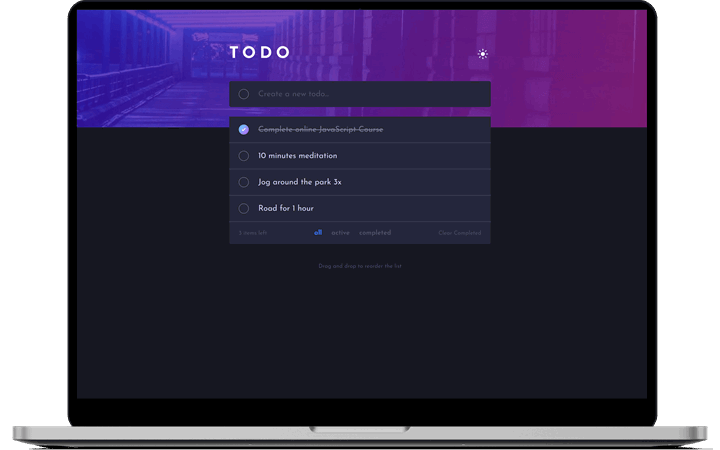 TODO
Create a new todo..
Complete online JavaScript Course
10 minutes meditation
Jog around the park 3x
Road for 1 hour
3 items left
all active completed
Clear Completed
Drag and drop to reorder the list